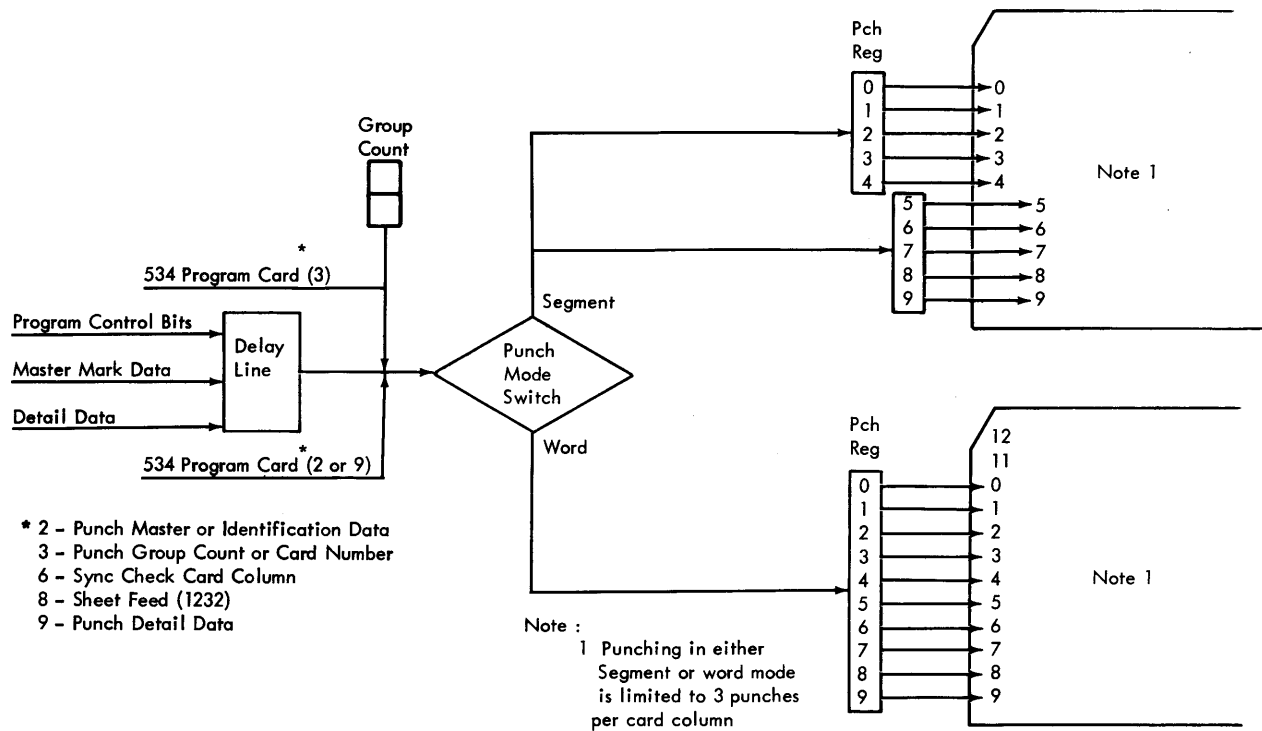 Pch
Reg
0 0
1 1
2 2
3 3
4 4
5 5
6 6
7 7
8 8
9 9
Note 1
Group
Count
*
534 Program Card (3)
Program Control Bits
Master Mark Data
Detail Data
Delay
Line
*
534 Program Card (2 or 9)
Segment
Punch
Mode
Switch
Word
Pch
Reg
12
11
0 0
1 1
2 2
3 3
4 4
5 5
6 6
7 7
8 8
9 9
Note 1
* 2 - Punch Master or Identification Data
3 - Punch Group Count or Card Number
6 - Sync Check Card Column
8 - Sheet Feed (1232)
9 - Punch Detail Data
Note :
1 Punching in either
Segment or word mode
is limited to 3 punches
per card column